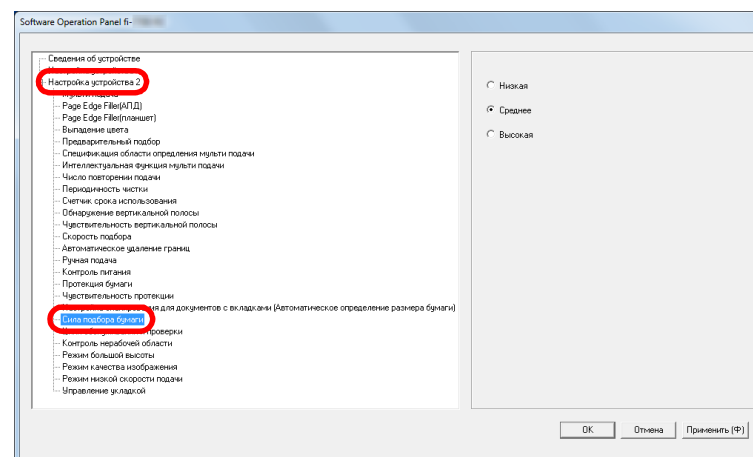 Software Operation Panel fi-
Сведения об устройстве
Настройка устройства 2
Page Edge Filler(АПД)
Page Edge Filler(планшет)
Выпадение цвета
Предварительный подбор
Спецификация области опредления мульти подачи
Интеллектуальная функция мульти подачи
Число повторении подачи
Периодичность чистки
Счетчик срока использования
Обнаружение вертикальной полосы
Чувствительность вертикальной полосы
Скорость подбора
Автоматическое удаление границ
Ручная подача
Контроль питания
Протекция бумаги
Чувствительность протекции
для документов с вкладками (Автоматическое определение размера бумаги)
Сила подбора бумаги
проверки
Контроль нерабочей области
Режим большой высоты
Режим качества изображения
Режим низкой скорости подачи
Управление укладкой
Низкая
Среднее
Высокая
OK
Отмена
Применить (Ф)